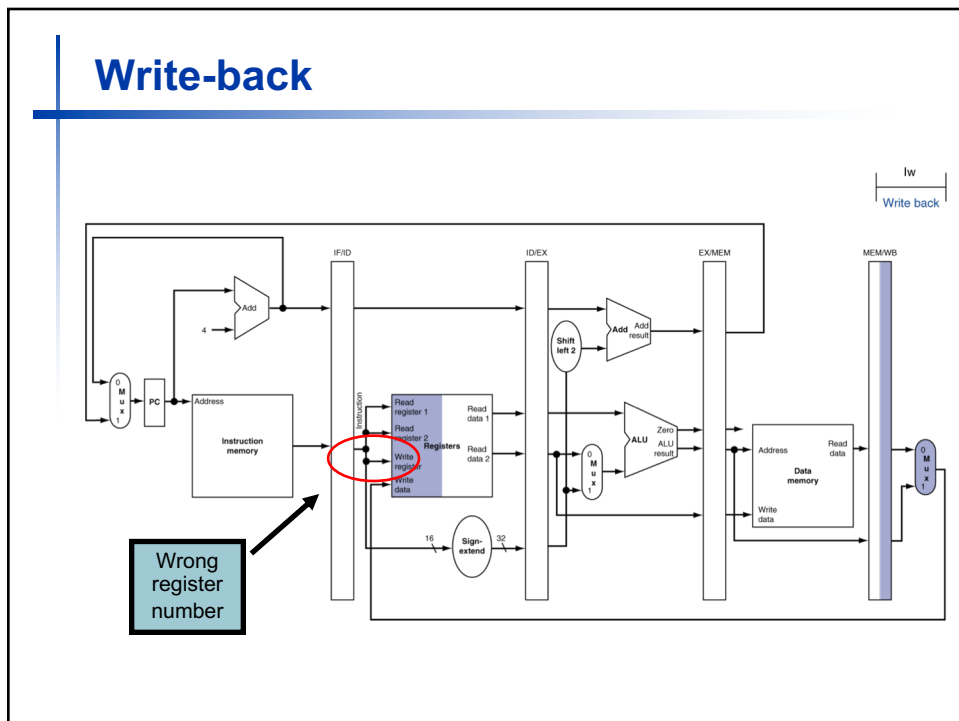 Write-back
lw
Write back
IF/ID
ID/EX
EX/MEM
MEM/WB
Add
4
Add
Add
result
Shift
left 2
0
M
u
x
1
PC
Address
Instruction
memory
Instruction
Read
register 1
Read
register 2
Write
register
Write
data
Registers
Read
data 1
Read
data 2
0
M
u
x
1
Zero
ALU
ALU
result
Address
Read
data
Data
memory
Write
data
0
M
u
x
1
16
Sign-
extend
32
Wrong
register
number